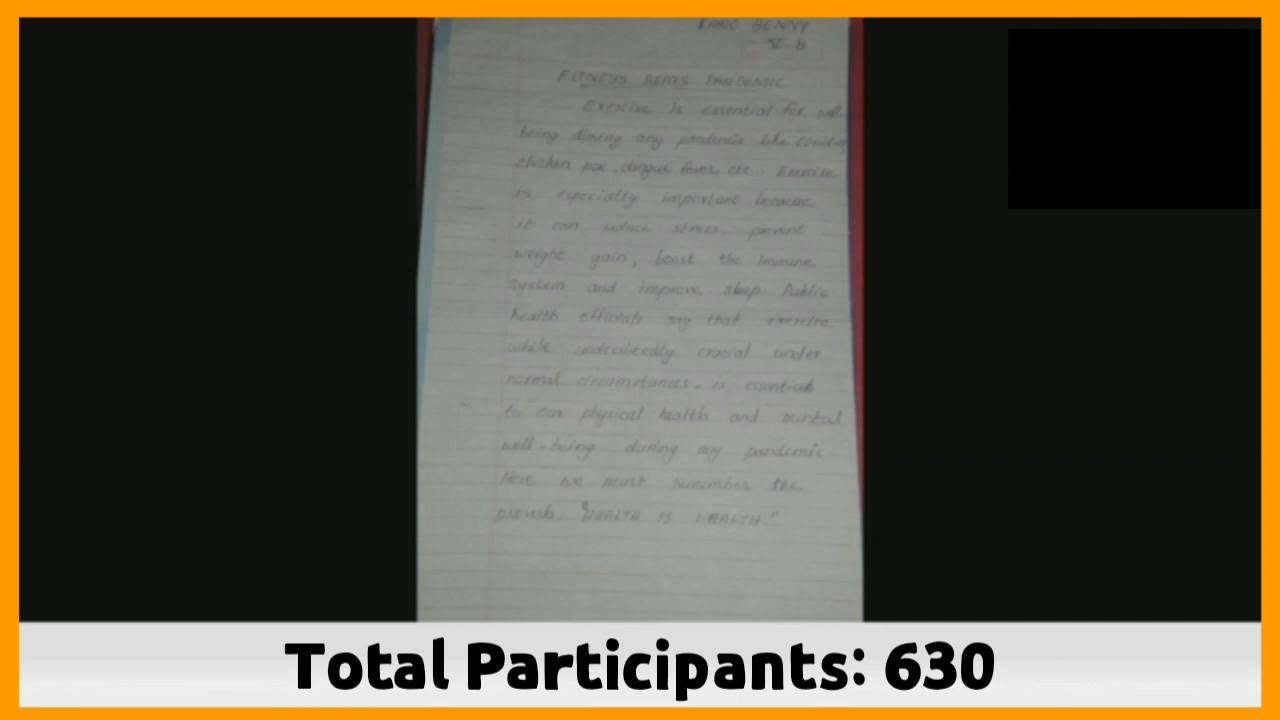 BENNY
V B
FITNESS BEATS PANDEMIC
Exercise is essential for well
being during any pandemic like covid-19
chicken pox, dengue fever etc... Exercise
is especially important because
it can reduce stress, prevent
weight gain, boost the immune
system and improve sleep. Public
health officials say that exercise
while undoubtedly crucial under
normal circumstances, is essential
to our physical health and mental
well-being during any pandemic.
Here we must remember the
proverb. "HEALTH IS WEALTH."
Total Participants: 630